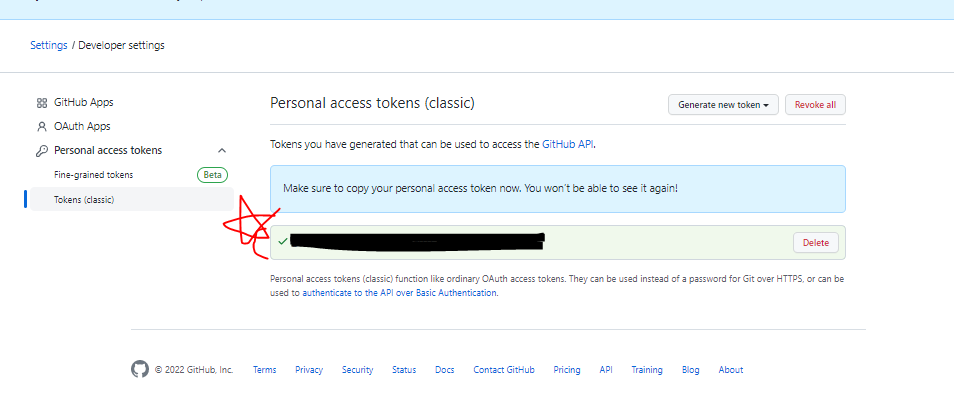 Settings / Developer settings
GitHub Apps
OAuth Apps
Personal access tokens
Fine-grained tokens Beta
Tokens (classic)
Personal access tokens (classic)
Generate new token
Revoke all
Tokens you have generated that can be used to access the GitHub API.
Make sure to copy your personal access token now. You won't be able to see it again!
Delete
Personal access tokens (classic) function like ordinary OAuth access tokens. They can be used instead of a password for Git over HTTPS, or can be
used to authenticate to the API over Basic Authentication.
© 2022 GitHub, Inc. Terms Privacy Security Status Docs Contact GitHub Pricing API Training Blog About